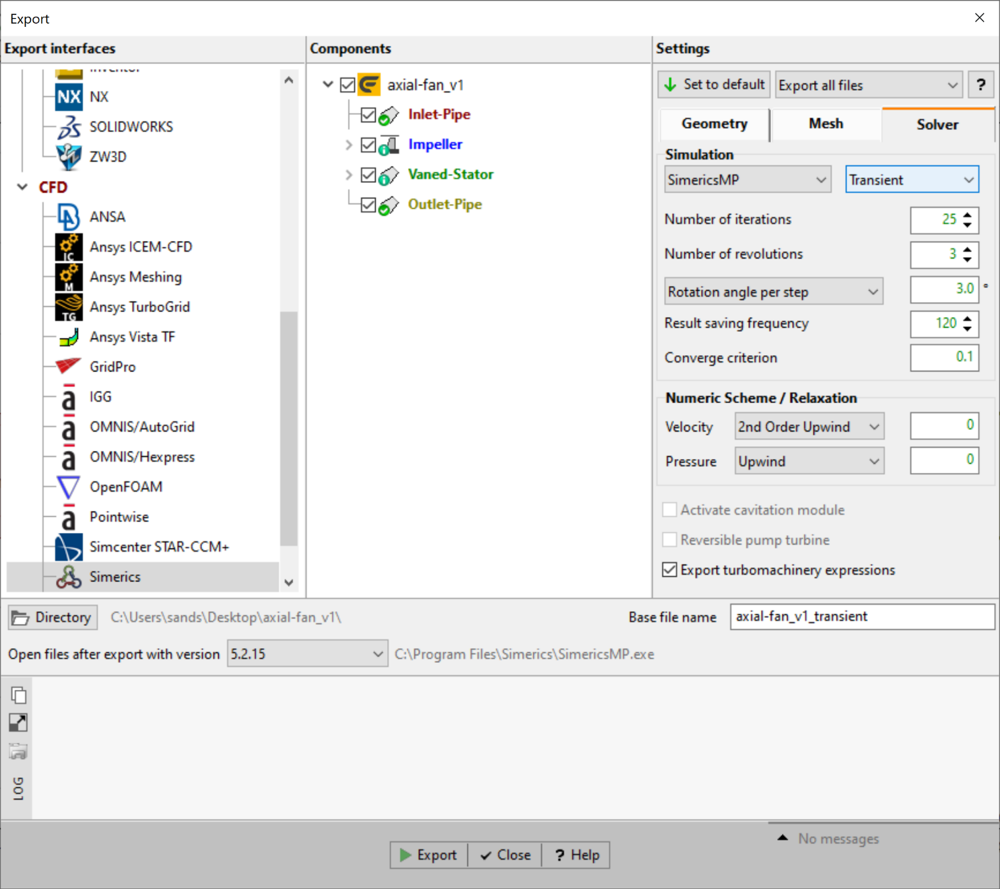 Export
Export interfaces
Inventor
NX
NX
SOLIDWORKS
ZW3D
CFD
ANSA
IC
Ansys ICEM-CFD
M
Ansys Meshing
TG
Ansys TurboGrid
Ansys Vista TF
GridPro
a
IGG
a
OMNIS/AutoGrid
a
OMNIS/Hexpress
OpenFOAM
a
Pointwise
Simcenter STAR-CCM+
Simerics
Components
axial-fan_v1
Inlet-Pipe
Impeller
Vaned-Stator
Outlet-Pipe
Settings
Set to default
Export all files
?
Geometry
Mesh
Solver
Simulation
SimericsMP
Transient
Number of iterations 25
Number of revolutions 3
Rotation angle per step 3.0 °
Result saving frequency 120
Converge criterion 0.1
Numeric Scheme / Relaxation
Velocity 2nd Order Upwind 0
Pressure Upwind 0
Activate cavitation module
Reversible pump turbine
Export turbomachinery expressions
Directory C:\Users\sands\Desktop\axial-fan_v1\
Base file name axial-fan_v1_transient
Open files after export with version 5.2.15 C:\Program Files\Simerics\SimericsMP.exe
LOG
No messages
Export
Close
? Help